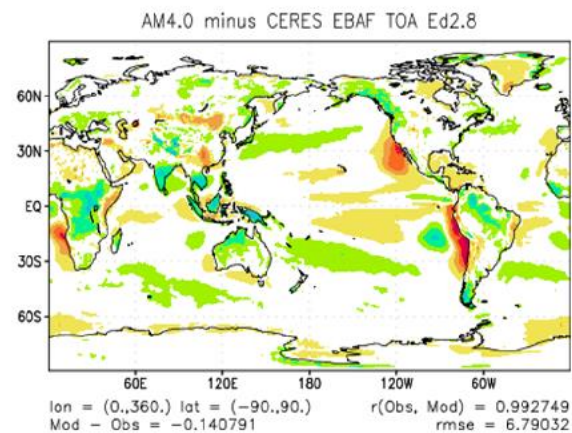 AM4.0 minus CERES EBAF TOA Ed2.8
60N
30N
EQ
30S
60S
60E 120E 180 120W 60W
lon = (0.,360.) lat = (-90.,90.) r(Obs, Mod) = 0.992749
Mod - Obs = -0.140791 rmse = 6.79032